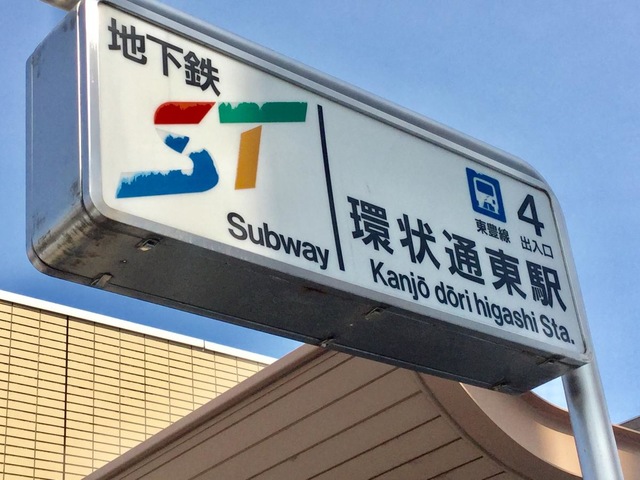 地下鉄
ST
Subway
4
東豊線 出入口
環状通東駅
Kanjō dōri higashi Sta.